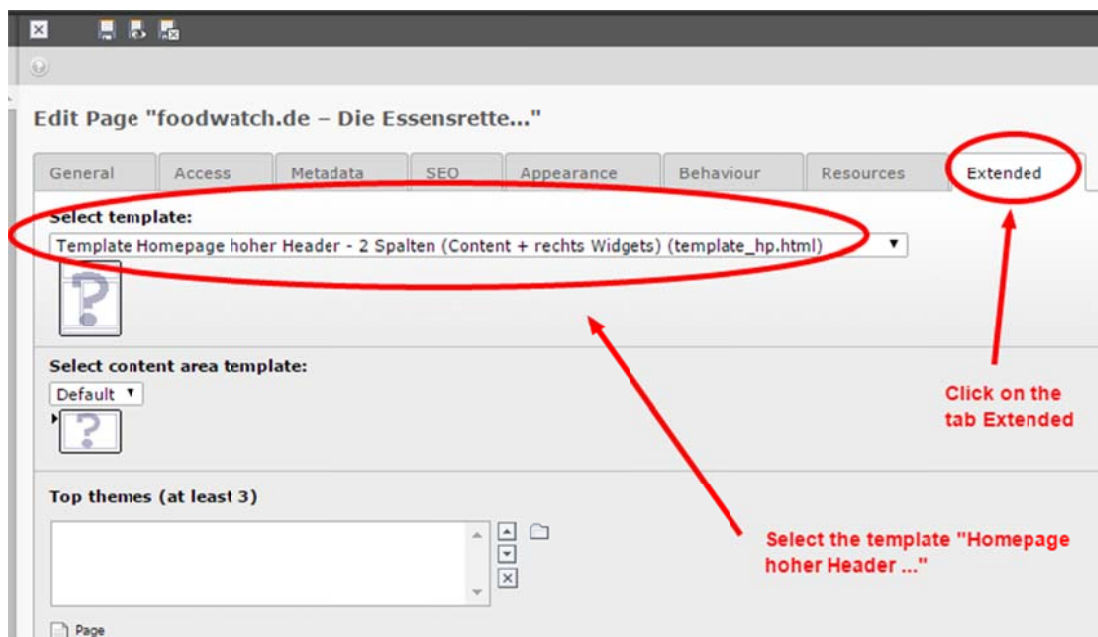 Edit Page "foodwatch.de – Die Essensrette..."
General Access Metadata SEO Appearance Behaviour Resources Extended
Select template:
Template Homepage hoher Header - 2 Spalten (Content + rechts Widgets) (template_hp.html)
Select content area template:
Default
Click on the
tab Extended
Top themes (at least 3)
Select the template "Homepage
hoher Header ..."
Page